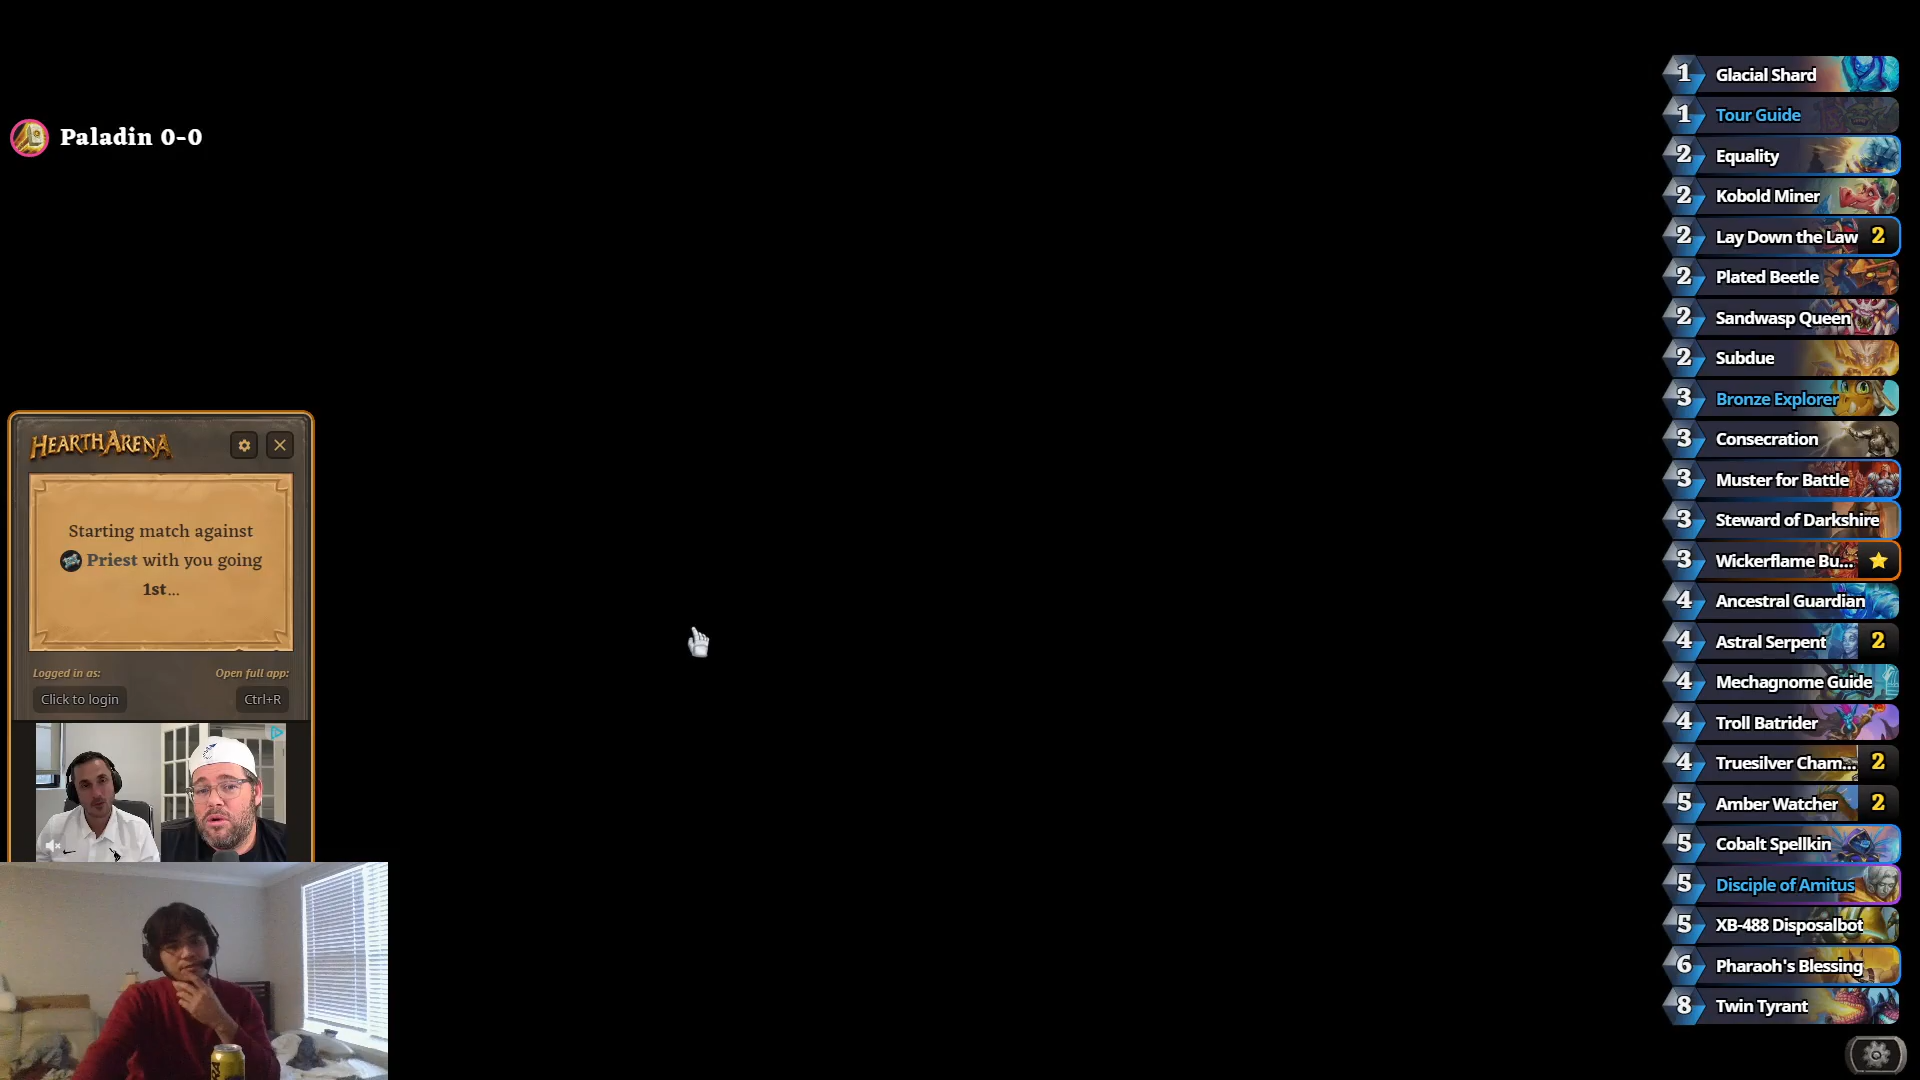 Paladin 0-0
HEARTHARENA
Starting match against
Priest with you going
1st...
Logged in as:
Open full app:
Click to login
Ctrl+R
1 Glacial Shard
1 Tour Guide
2 Equality
2 Kobold Miner
2 Lay Down the Law 2
2 Plated Beetle
2 Sandwasp Queen
2 Subdue
3 Bronze Explorer
3 Consecration
3 Muster for Battle
3 Steward of Darkshire
3 Wickerflame Bu...
4 Ancestral Guardian
4 Astral Serpent 2
4 Mechagnome Guide
4 Troll Batrider
4 Truesilver Cham... 2
5 Amber Watcher 2
5 Cobalt Spellkin
5 Disciple of Amitus
5 XB-488 Disposalbot
6 Pharaoh's Blessing
8 Twin Tyrant